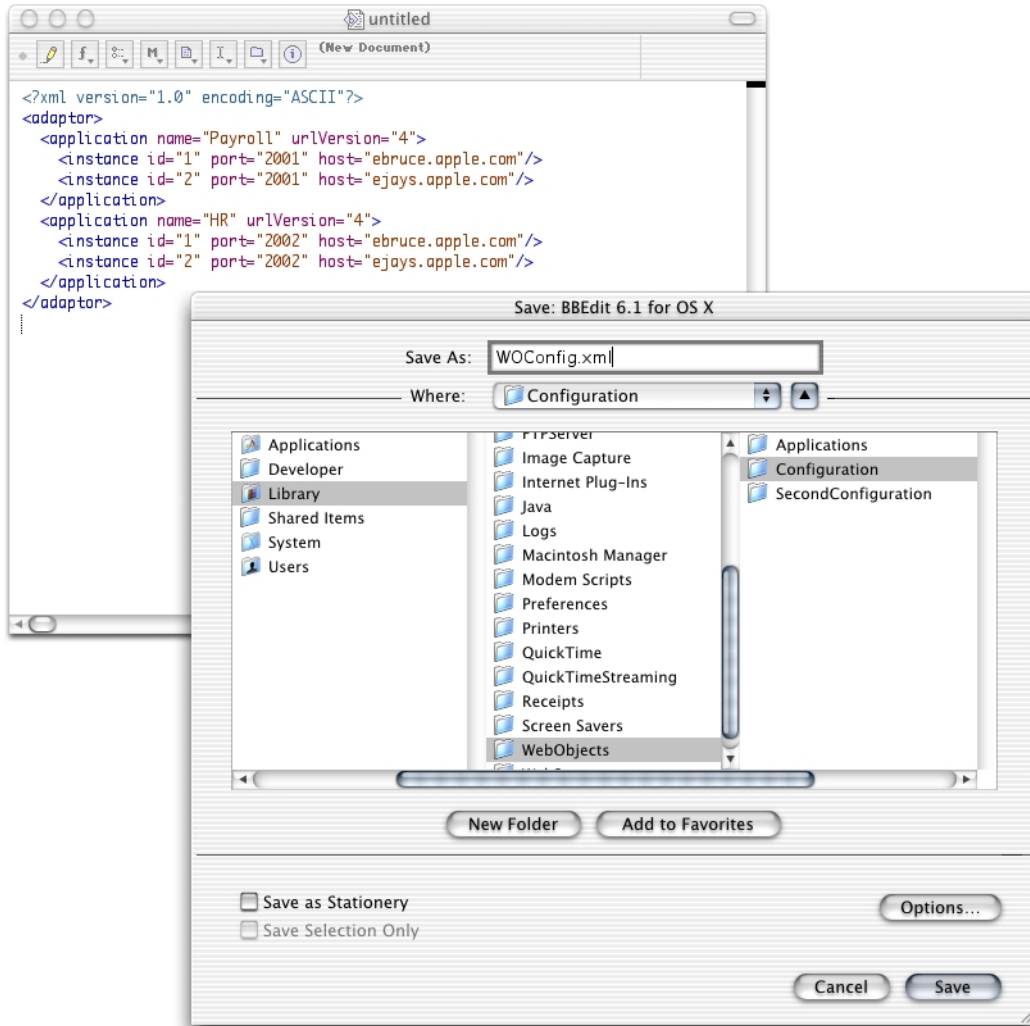 untitled
(New Document)
<?xml version="1.0" encoding="ASCII"?>
<adaptor>
<application name="Payroll" urlVersion="4">
<instance id="1" port="2001" host="ebruce.apple.com"/>
<instance id="2" port="2001" host="ejays.apple.com"/>
</application>
<application name="HR" urlVersion="4">
<instance id="1" port="2002" host="ebruce.apple.com"/>
<instance id="2" port="2002" host="ejays.apple.com"/>
</application>
</adaptor>
Save: BBEdit 6.1 for OS X
Save As: WOConfig.xml
Where: Configuration
Applications
Developer
Library
Shared Items
System
Users
FTPServer
Image Capture
Internet Plug-Ins
Java
Logs
Macintosh Manager
Modem Scripts
Preferences
Printers
QuickTime
QuickTimeStreaming
Receipts
Screen Savers
WebObjects
Applications
Configuration
SecondConfiguration
New Folder
Add to Favorites
Save as Stationery
Save Selection Only
Options...
Cancel
Save